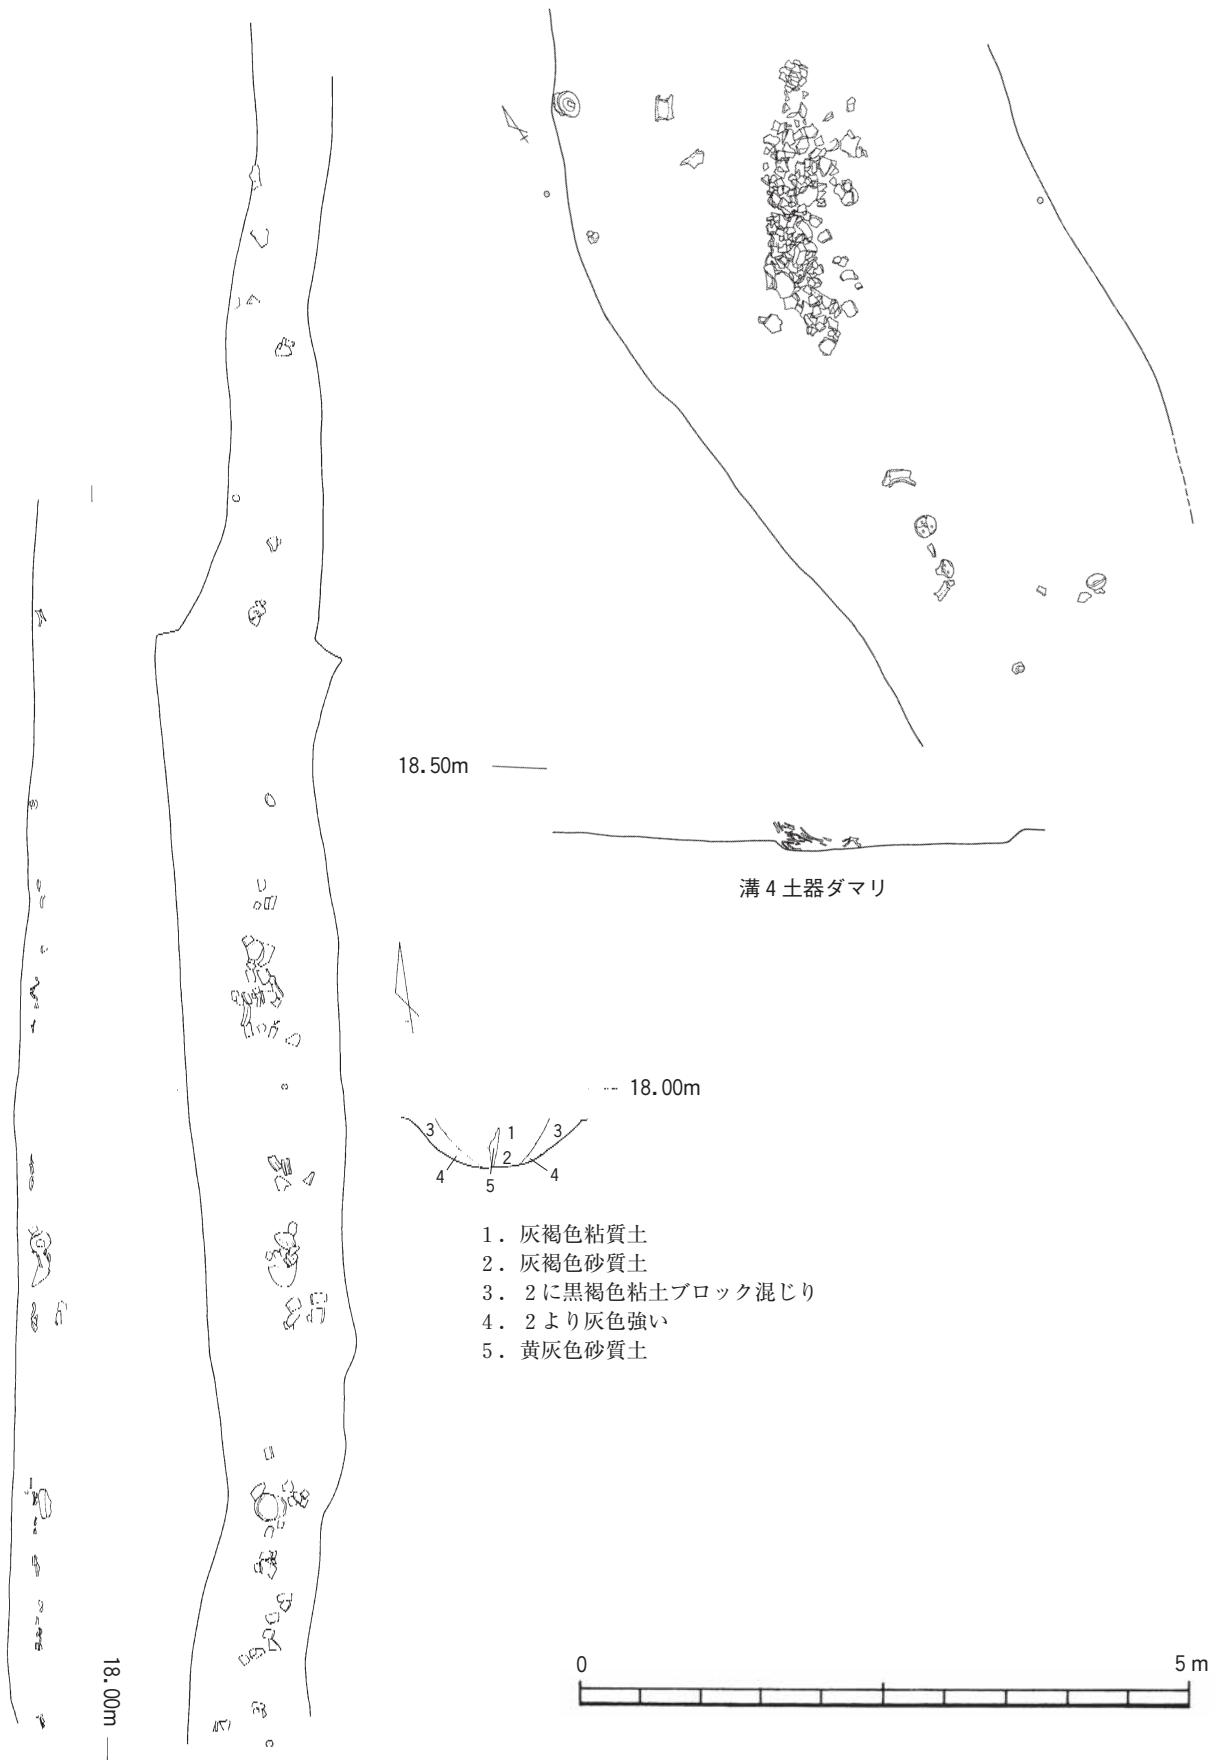 18.50m
溝4土器ダマリ
18.00m
3
1
3
4
2
4
5
1．灰褐色粘質土
2．灰褐色砂質土
3．2に黒褐色粘土ブロック混じり
4．2より灰色強い
5．黄灰色砂質土
18.00m
0
5m